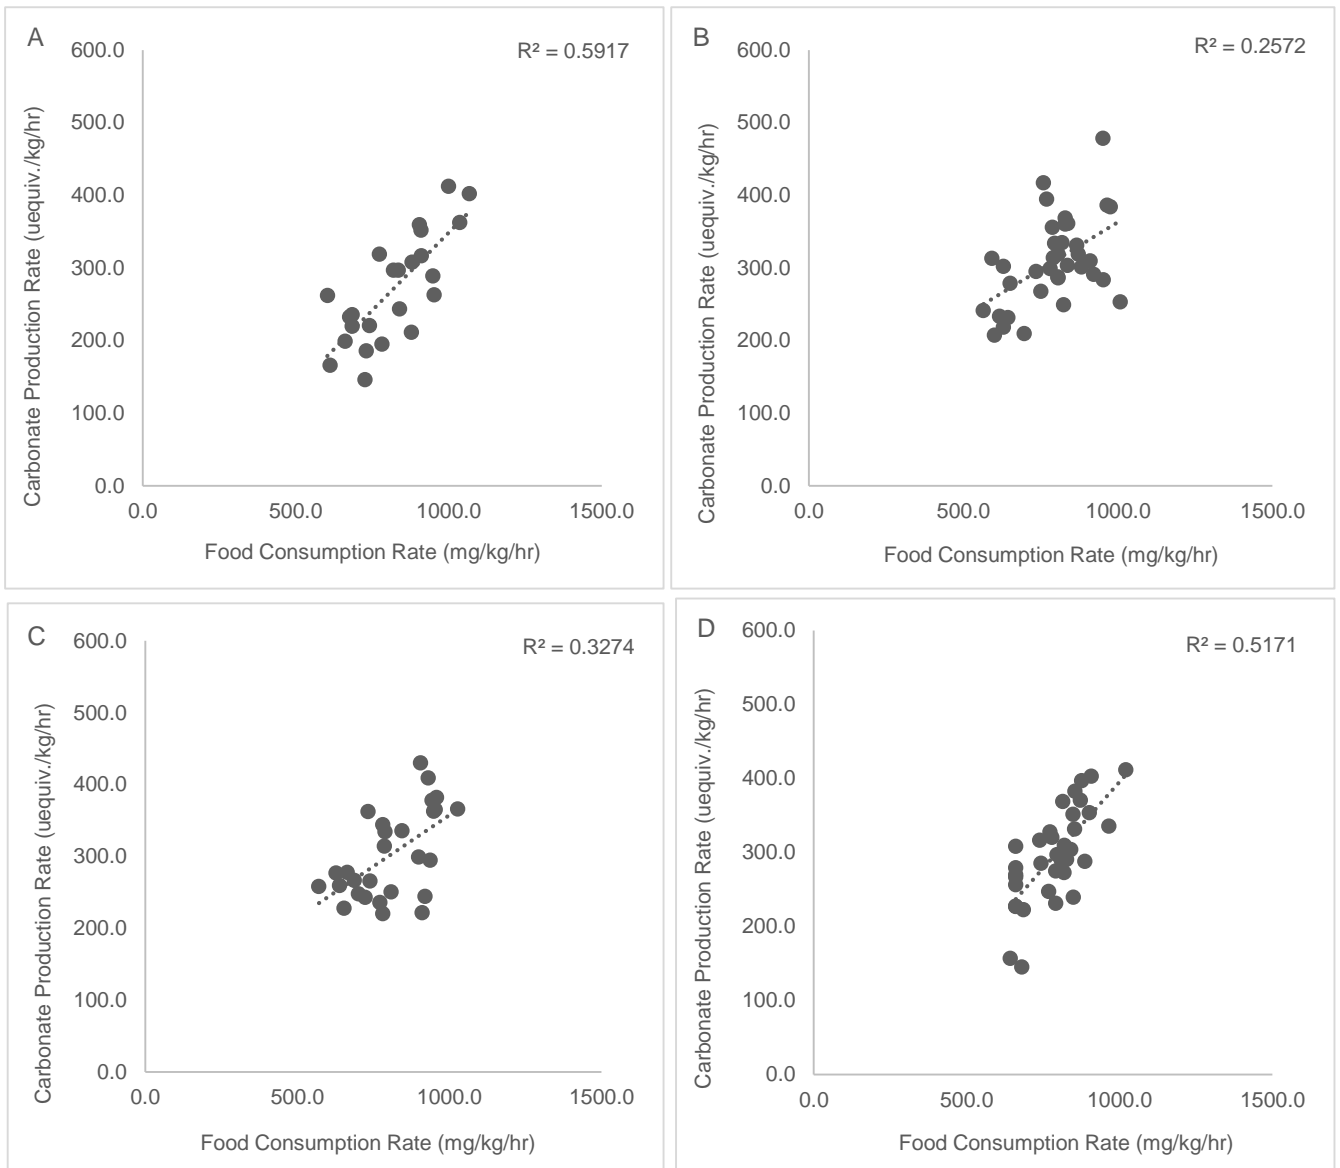 A
R² = 0.5917
Carbonate Production Rate (uequiv./kg/hr)
600.0
500.0
400.0
300.0
200.0
100.0
0.0
0.0 500.0 1000.0 1500.0
Food Consumption Rate (mg/kg/hr)
B
R² = 0.2572
Carbonate Production Rate (uequiv./kg/hr)
600.0
500.0
400.0
300.0
200.0
100.0
0.0
0.0 500.0 1000.0 1500.0
Food Consumption Rate (mg/kg/hr)
C
R² = 0.3274
Carbonate Production Rate (uequiv./kg/hr)
600.0
500.0
400.0
300.0
200.0
100.0
0.0
0.0 500.0 1000.0 1500.0
Food Consumption Rate (mg/kg/hr)
D
R² = 0.5171
Carbonate Production Rate (uequiv./kg/hr)
600.0
500.0
400.0
300.0
200.0
100.0
0.0
0.0 500.0 1000.0 1500.0
Food Consumption Rate (mg/kg/hr)